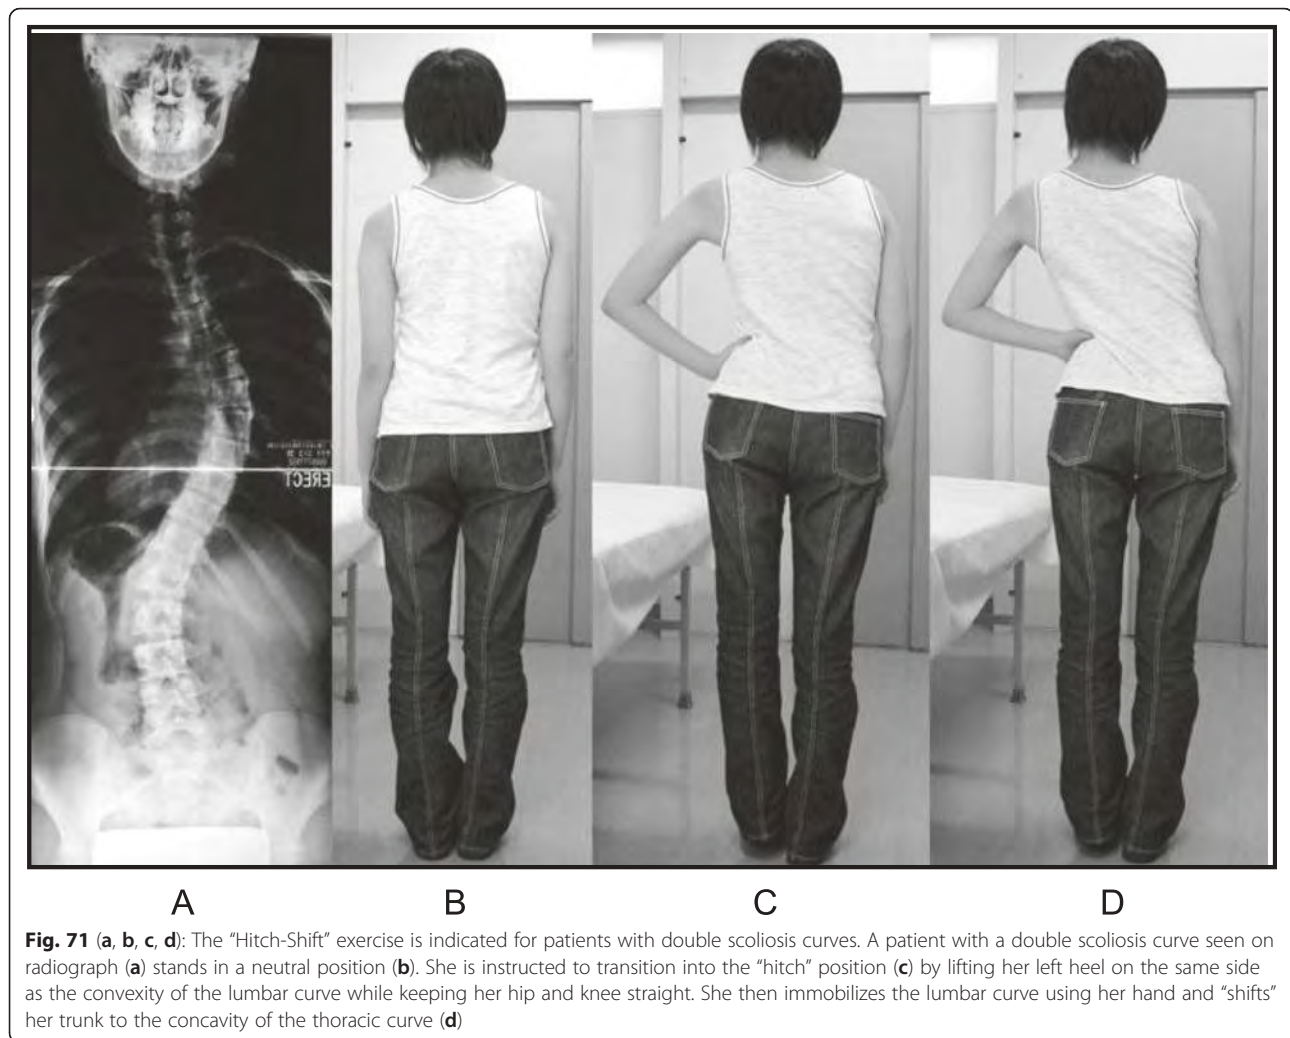 A
B
C
D
Fig. 71 (a, b, c, d): The “Hitch-Shift” exercise is indicated for patients with double scoliosis curves. A patient with a double scoliosis curve seen on
radiograph (a) stands in a neutral position (b). She is instructed to transition into the “hitch” position (c) by lifting her left heel on the same side
as the convexity of the lumbar curve while keeping her hip and knee straight. She then immobilizes the lumbar curve using her hand and “shifts”
her trunk to the concavity of the thoracic curve (d)